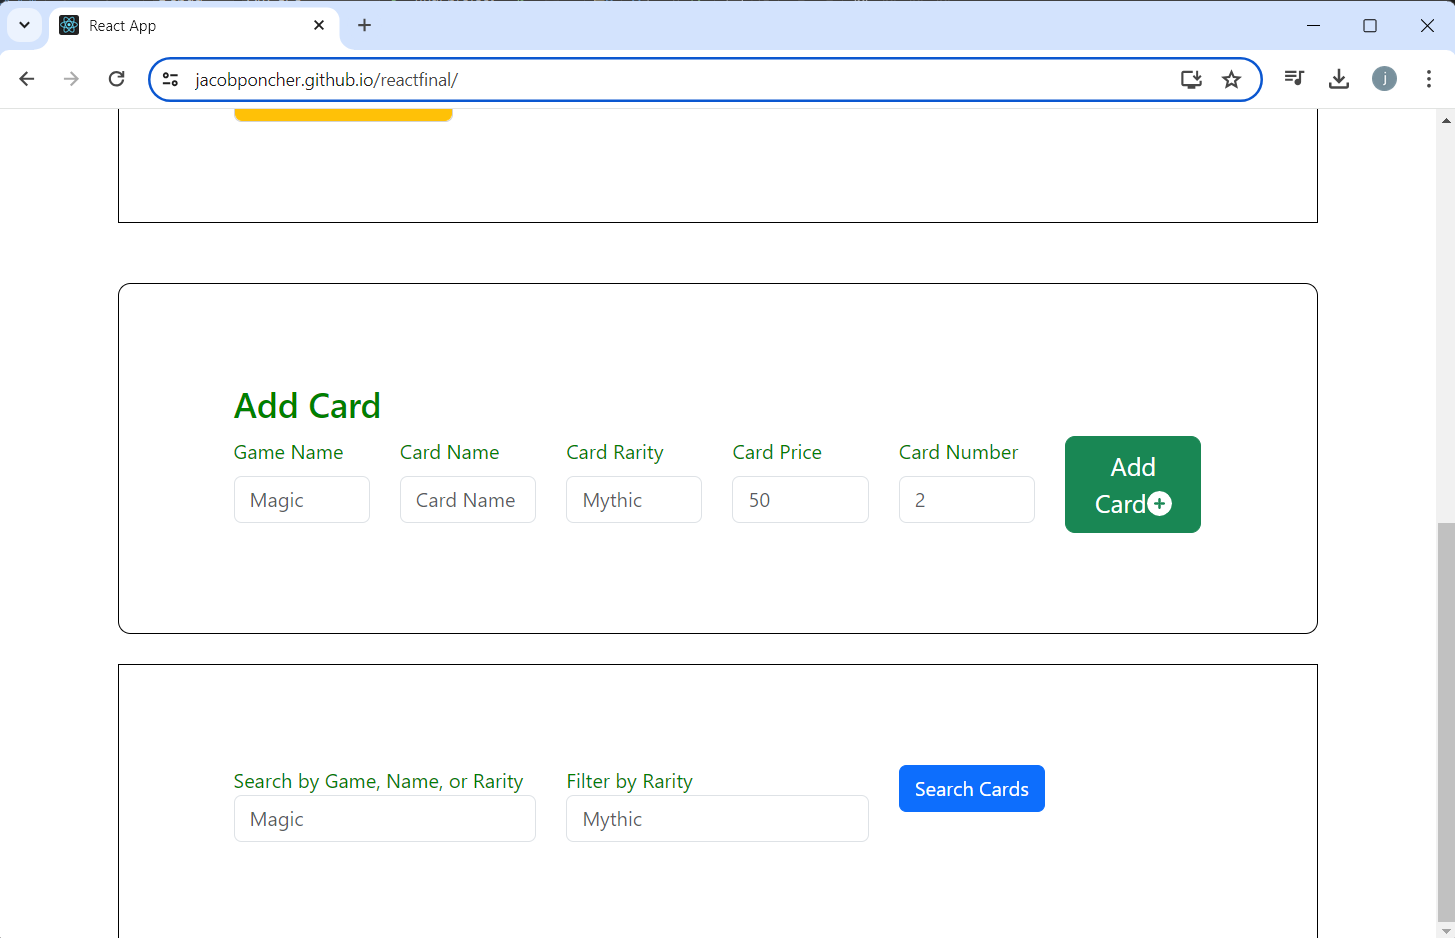 React App
jacobponcher.github.io/reactfinal/
j
Add Card
Game Name Card Name Card Rarity Card Price Card Number
Magic Card Name Mythic 50 2
Add
Card
Search by Game, Name, or Rarity Filter by Rarity
Magic Mythic
Search Cards